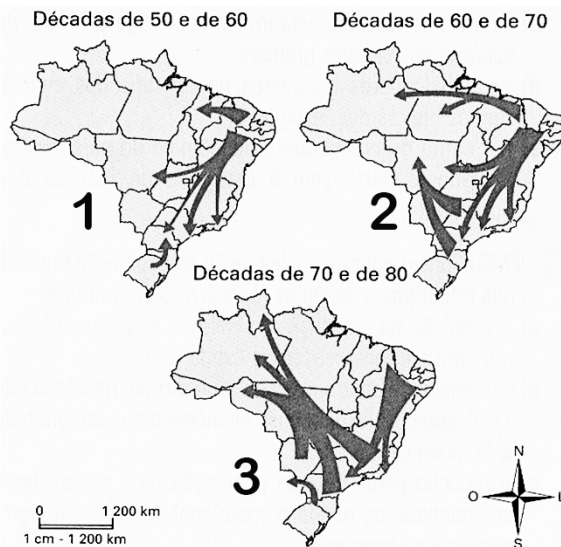 Décadas de 50 e de 60
Décadas de 60 e de 70
1
2
Décadas de 70 e de 80
3
0 1 200 km
1 cm - 1 200 km
N
O L
S